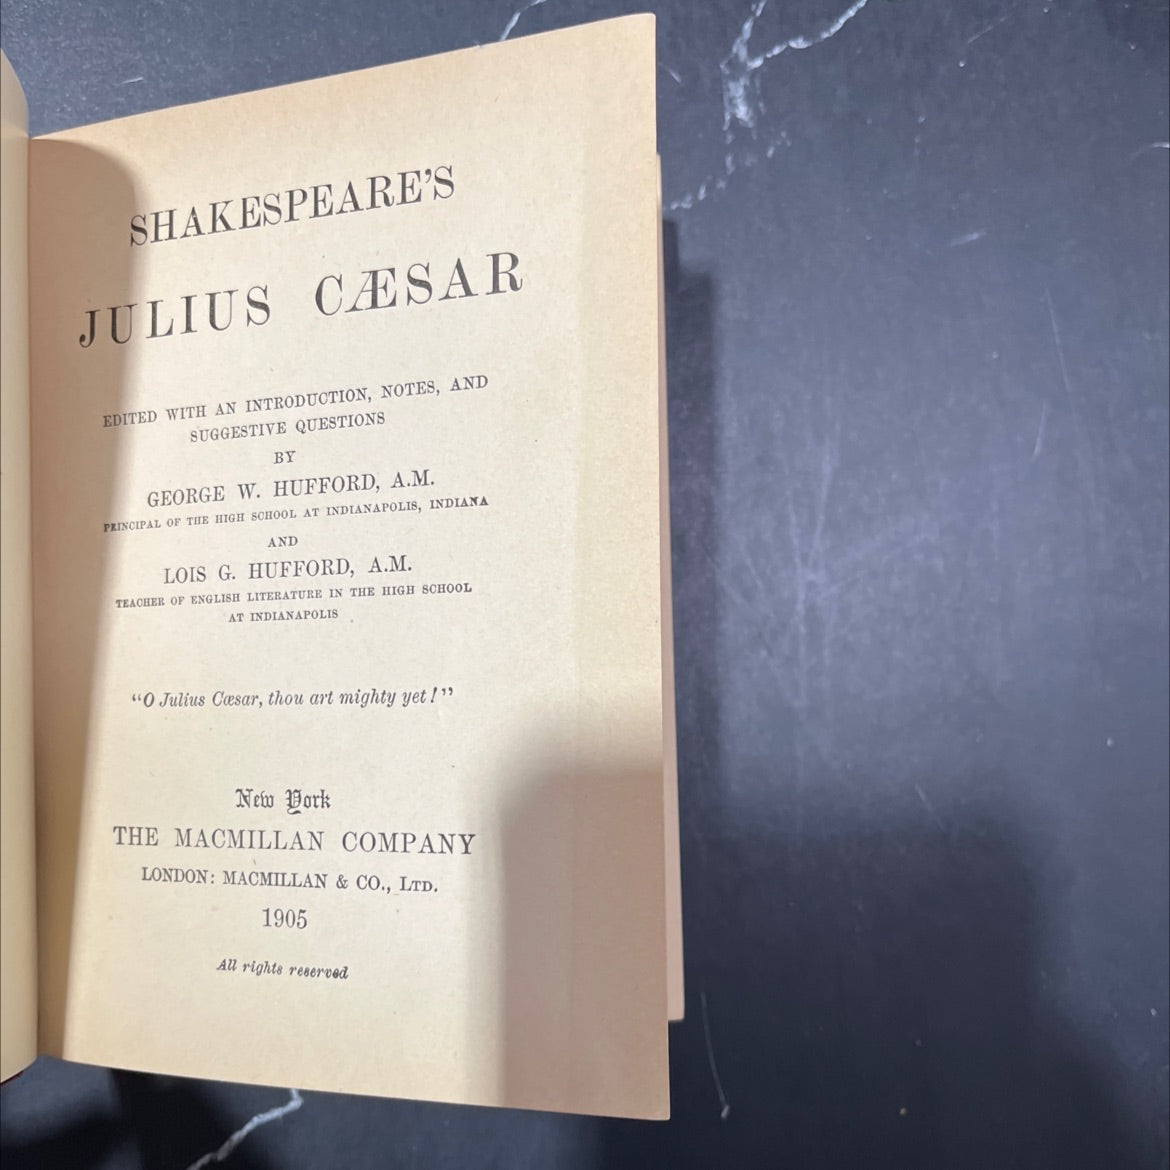 SHAKESPEARE'S
JULIUS CÆSAR
EDITED WITH AN INTRODUCTION, NOTES, AND
SUGGESTIVE QUESTIONS
BY
GEORGE W. HUFFORD, A.M.
PRINCIPAL OF THE HIGH SCHOOL AT INDIANAPOLIS, INDIANA
AND
LOIS G. HUFFORD, A.M.
TEACHER OF ENGLISH LITERATURE IN THE HIGH SCHOOL
AT INDIANAPOLIS
"O Julius Cæsar, thou art mighty yet!"
New York
THE MACMILLAN COMPANY
LONDON: MACMILLAN & CO., LTD.
1905
All rights reserved